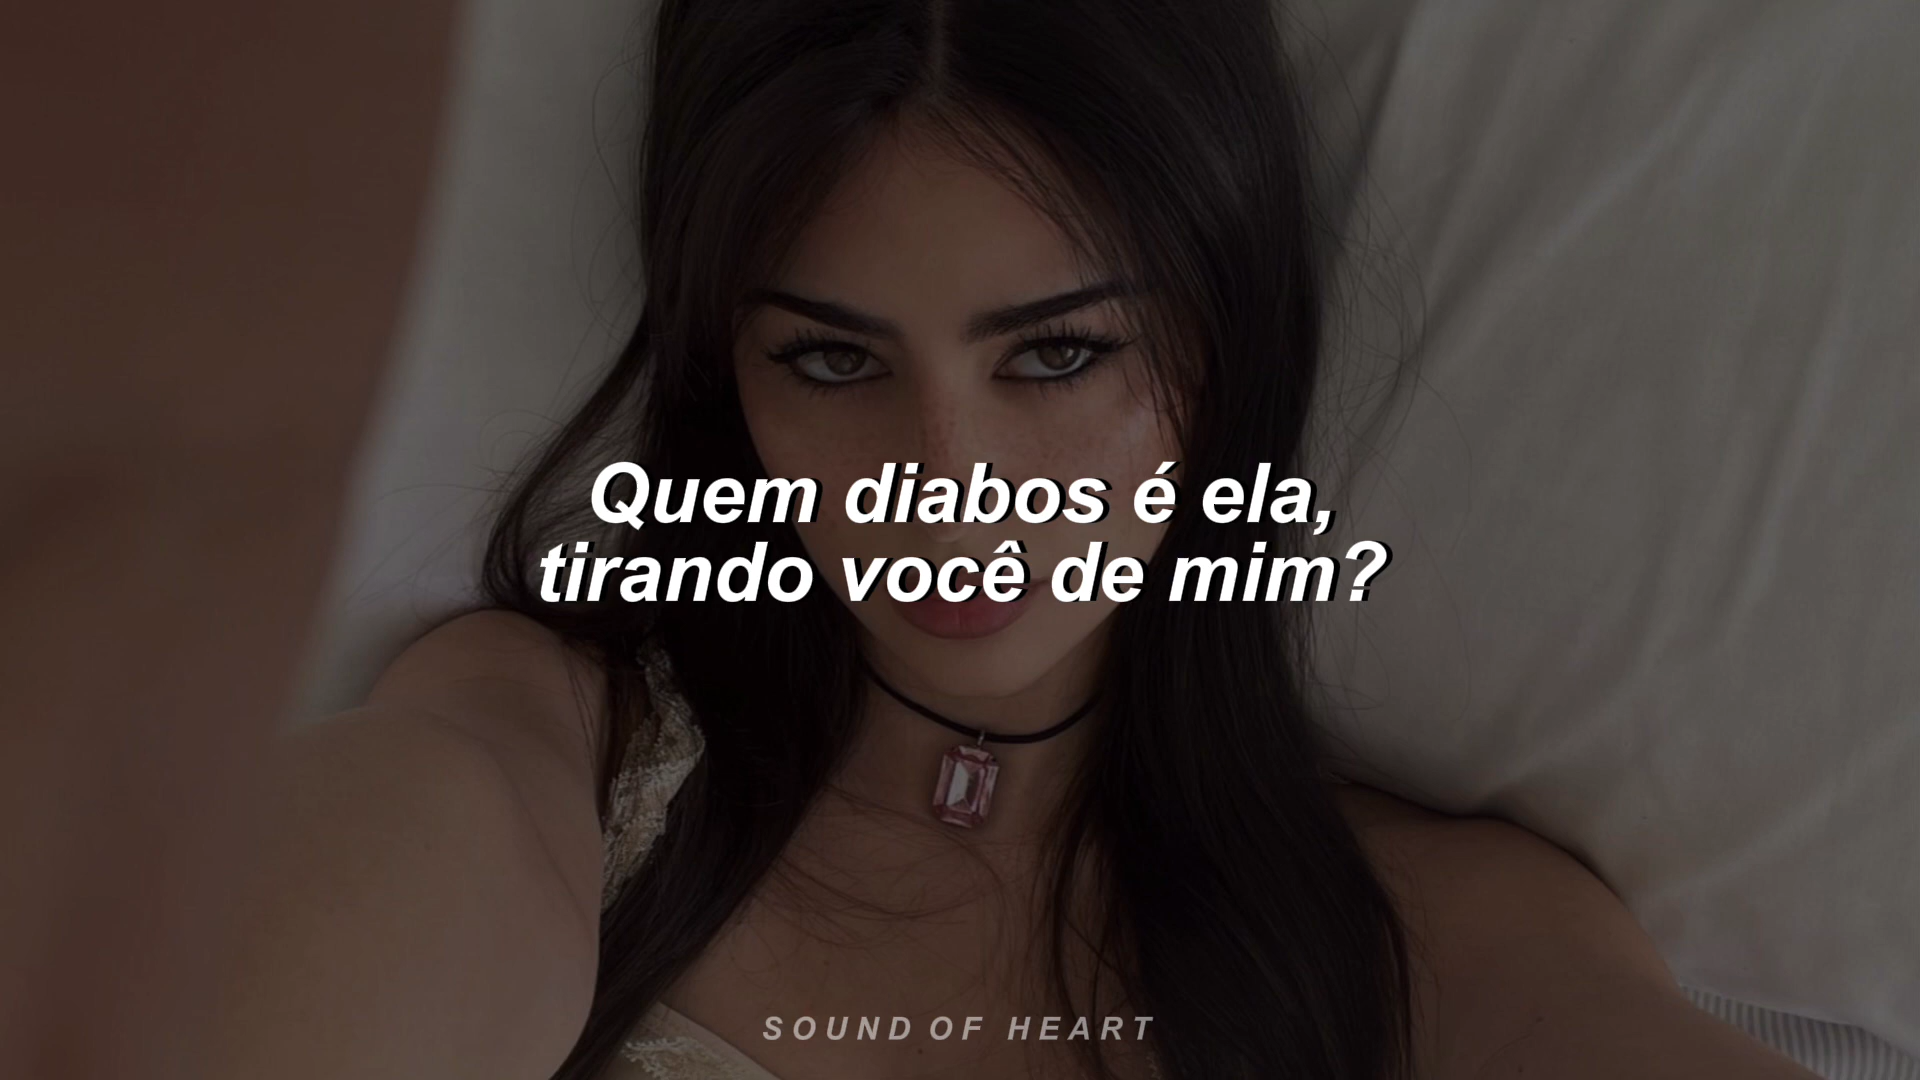 Quem diabos é ela,
tirando você de mim?
SOUND OF HEART